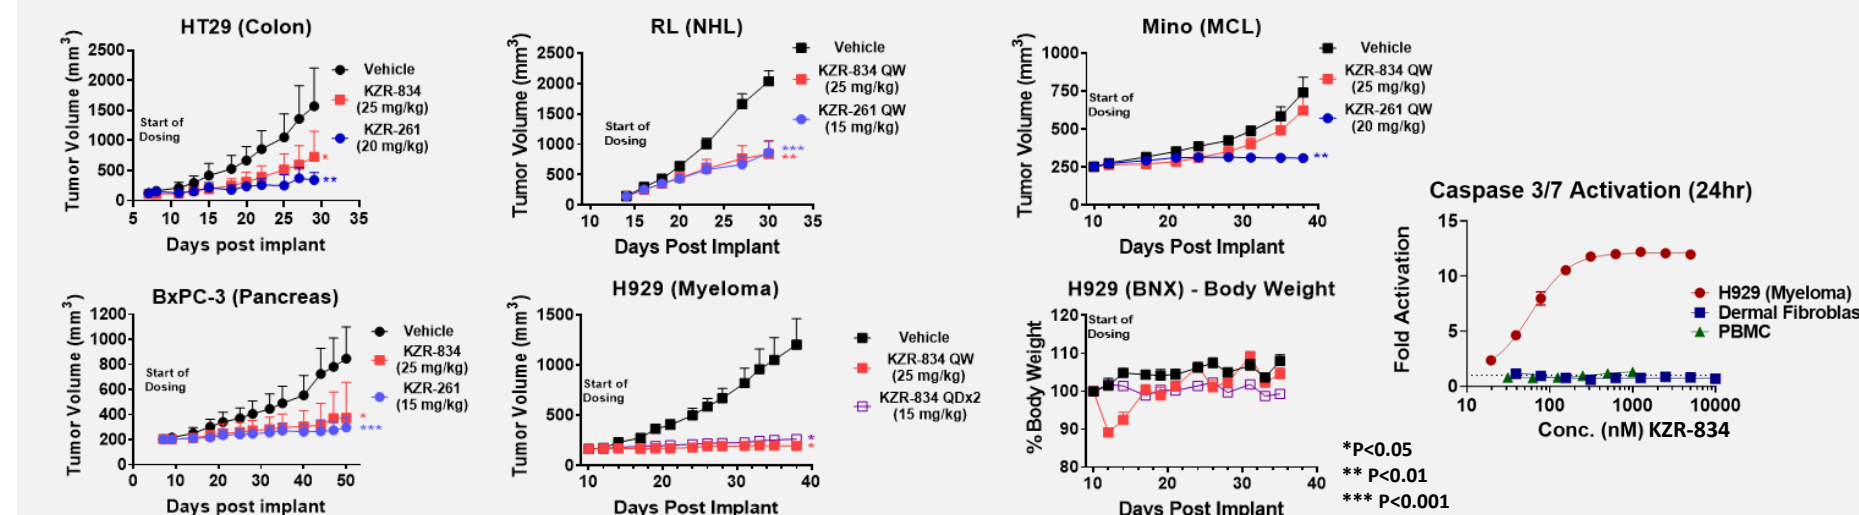 HT29 (Colon)
Tumor Volume (mm3)
2500
2000
1500
1000
500
0
Start of
Dosing
5 10 15 20 25 30 35
Days post implant
Vehicle
KZR-834
(25 mg/kg)
KZR-261
(20 mg/kg)
*
**
RL (NHL)
Tumor Volume (mm3)
2500
2000
1500
1000
500
0
Start of
Dosing
10 15 20 25 30 35
Days Post Implant
Vehicle
KZR-834 QW
(25 mg/kg)
KZR-261 QW
(15 mg/kg)
***
**
Mino (MCL)
Tumor Volume (mm3)
1000
750
500
250
0
Start of
Dosing
10 20 30 40
Days Post Implant
Vehicle
KZR-834 QW
(25 mg/kg)
KZR-261 QW
(20 mg/kg)
**
BxPC-3 (Pancreas)
Tumor Volume (mm3)
1200
1000
800
600
400
200
0
Start of
Dosing
0 10 20 30 40 50
Days post implant
Vehicle
KZR-834
(25 mg/kg)
KZR-261
(15 mg/kg)
*
***
H929 (Myeloma)
Tumor Volume (mm3)
1500
1000
500
0
Start of
Dosing
10 20 30 40
Days Post Implant
Vehicle
KZR-834 QW
(25 mg/kg)
KZR-834 QDx2
(15 mg/kg)
*
*
H929 (BNX) - Body Weight
%Body Weight
120
110
100
90
80
Start of
Dosing
10 20 30 40
Days Post Implant
*P<0.05
** P<0.01
*** P<0.001
Caspase 3/7 Activation (24hr)
Fold Activation
15
10
5
0
10 100 1000 10000
Conc. (nM) KZR-834
H929 (Myeloma)
Dermal Fibroblas
PBMC